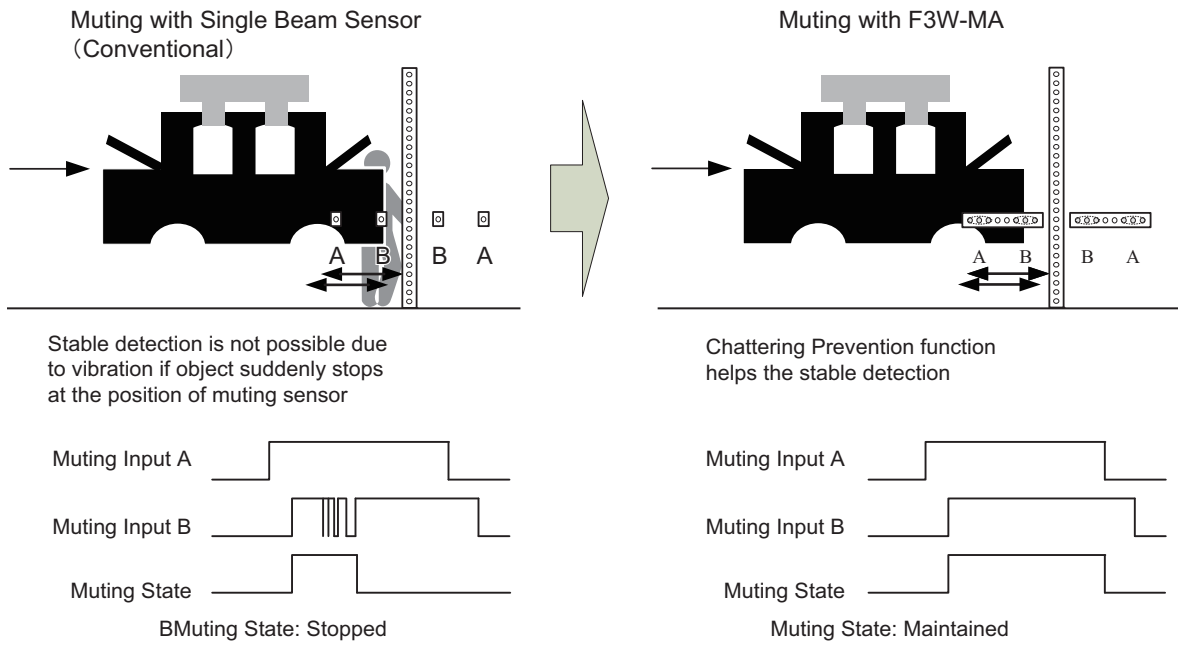 Muting with Single Beam Sensor
（Conventional）
A B B A
Stable detection is not possible due
to vibration if object suddenly stops
at the position of muting sensor
Muting Input A
Muting Input B
Muting State
BMuting State: Stopped
Muting with F3W-MA
A B B A
Chattering Prevention function
helps the stable detection
Muting Input A
Muting Input B
Muting State
Muting State: Maintained